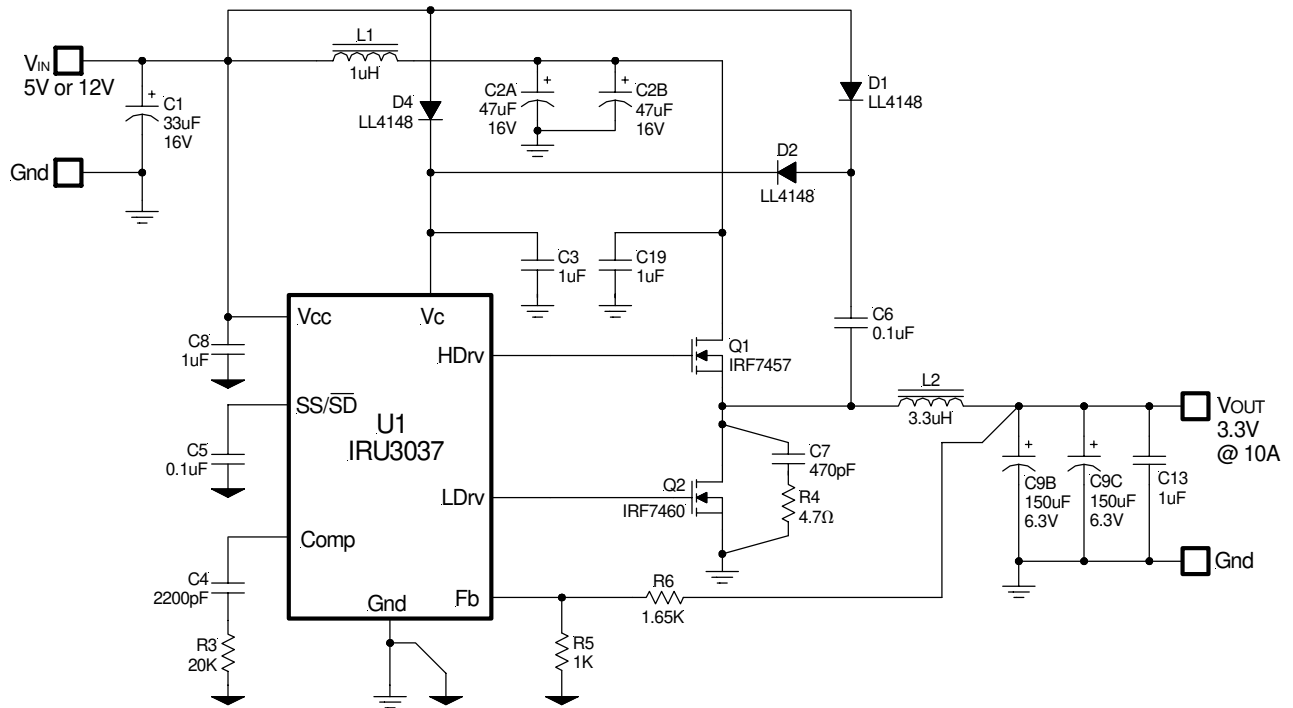 L1
1uH
VIN
5V or 12V
Gnd
+
C1
33uF
16V
D4
LL4148
+
C2A
47uF
16V
+
C2B
47uF
16V
D1
LL4148
D2
LL4148
C3
1uF
C19
1uF
C6
0.1uF
Vcc
Vc
C8
1uF
HDrv
Q1
IRF7457
SS/SD
U1
IRU3037
C5
0.1uF
L2
3.3uH
VOUT
3.3V
@ 10A
C7
470pF
R4
4.7Ω
LDrv
Q2
IRF7460
+
C9B
150uF
6.3V
+
C9C
150uF
6.3V
C13
1uF
Gnd
Comp
C4
2200pF
R3
20K
Gnd
Fb
R6
1.65K
R5
1K